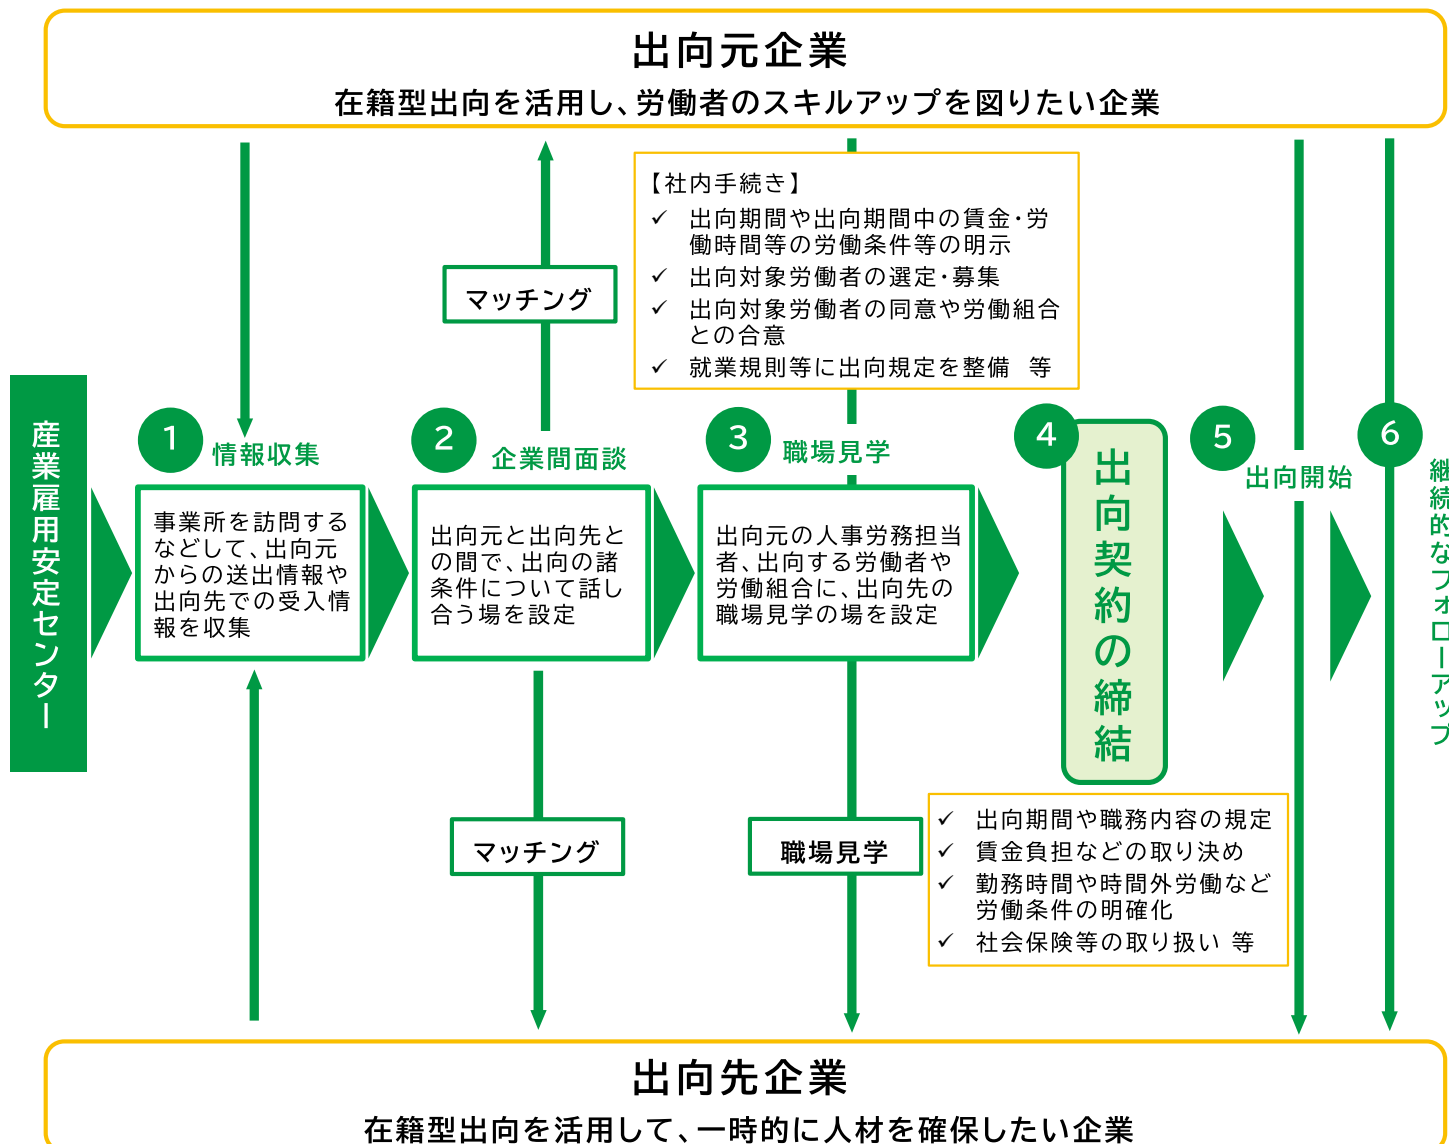 出向元企業
在籍型出向を活用し、労働者のスキルアップを図りたい企業
【社内手続き】
✓ 出向期間や出向期間中の賃金・労
働時間等の労働条件等の明示
✓ 出向対象労働者の選定・募集
✓ 出向対象労働者の同意や労働組合
との合意
✓ 就業規則等に出向規定を整備 等
マッチング
産業雇用安定センター
1
情報収集
事業所を訪問する
などして、出向元
からの送出情報や
出向先での受入情
報を収集
2
企業間面談
出向元と出向先と
の間で、出向の諸
条件について話し
合う場を設定
3
職場見学
出向元の人事労務担当
者、出向する労働者や
労働組合に、出向先の
職場見学の場を設定
4
出向契約の締結
5
出向開始
6
継続的なフォローアップ
マッチング
職場見学
✓ 出向期間や職務内容の規定
✓ 賃金負担などの取り決め
✓ 勤務時間や時間外労働など
労働条件の明確化
✓ 社会保険等の取り扱い 等
出向先企業
在籍型出向を活用して、一時的に人材を確保したい企業